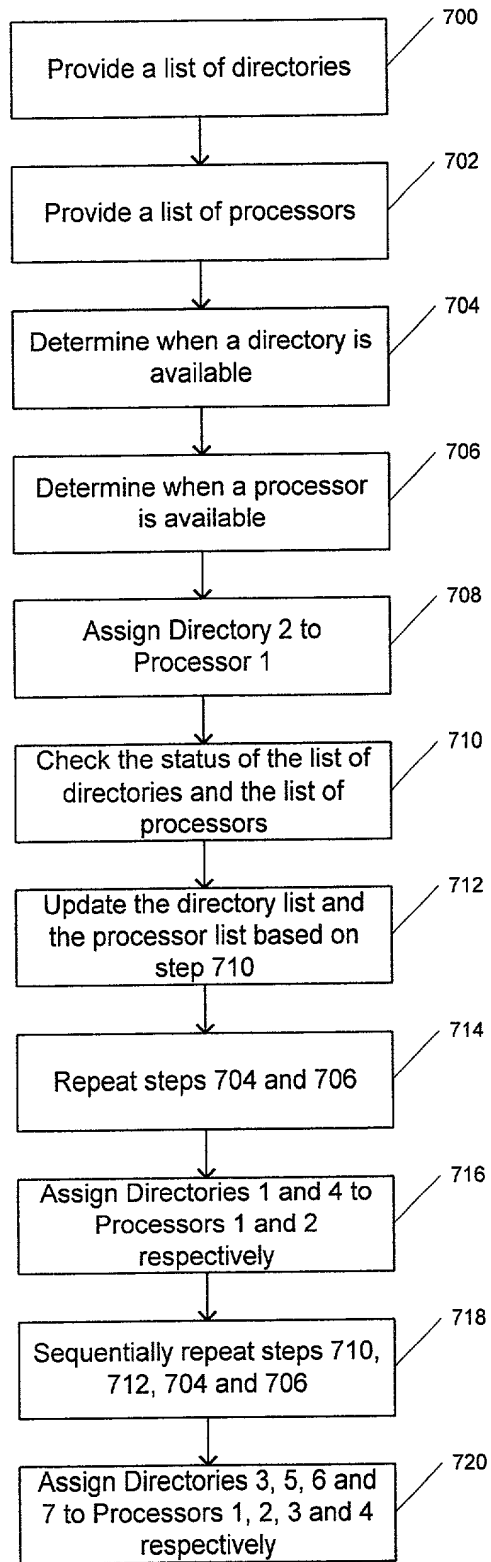 700
Provide a list of directories
702
Provide a list of processors
704
Determine when a directory is
available
706
Determine when a processor
is available
708
Assign Directory 2 to
Processor 1
710
Check the status of the list of
directories and the list of
processors
712
Update the directory list and
the processor list based on
step 710
714
Repeat steps 704 and 706
716
Assign Directories 1 and 4 to
Processors 1 and 2
respectively
718
Sequentially repeat steps 710,
712, 704 and 706
720
Assign Directories 3, 5, 6 and
7 to Processors 1, 2, 3 and 4
respectively